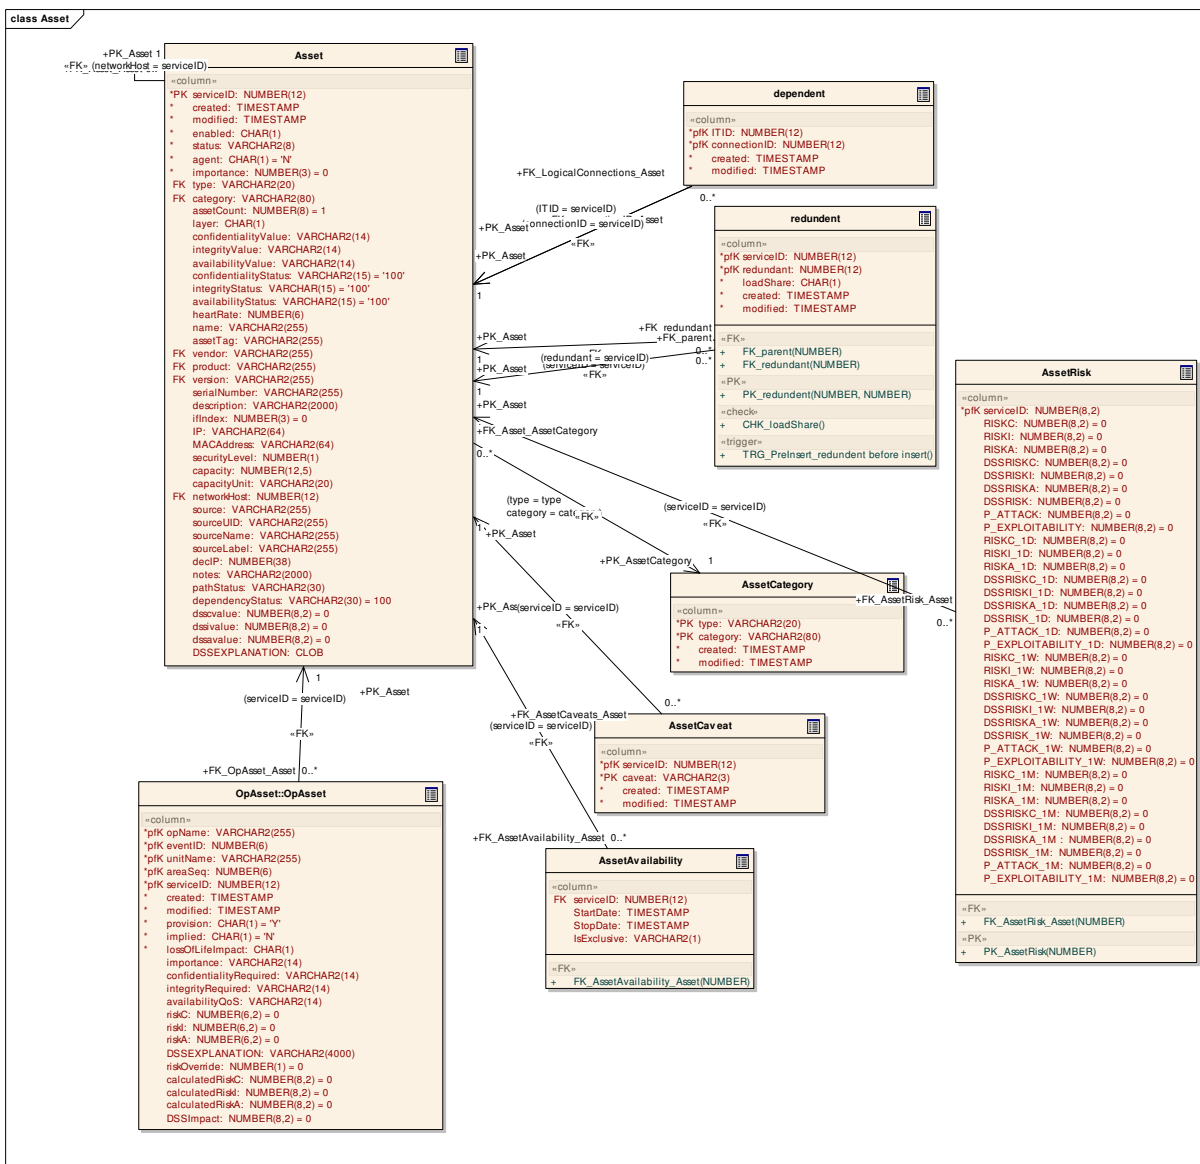 class Asset
+PK_Asset 1
«FK» (networkHost = serviceID)
Asset
«column»
*PK serviceID: NUMBER(12)
* created: TIMESTAMP
* modified: TIMESTAMP
* enabled: CHAR(1)
* status: VARCHAR2(8)
* agent: CHAR(1) = 'N'
* importance: NUMBER(3) = 0
FK type: VARCHAR2(20)
FK category: VARCHAR2(80)
assetCount: NUMBER(8) = 1
layer: CHAR(1)
confidentialityValue: VARCHAR2(14)
integrityValue: VARCHAR2(14)
availabilityValue: VARCHAR2(14)
confidentialityStatus: VARCHAR2(15) = '100'
integrityStatus: VARCHAR(15) = '100'
availabilityStatus: VARCHAR2(15) = '100'
heartRate: NUMBER(6)
name: VARCHAR2(255)
assetTag: VARCHAR2(255)
FK vendor: VARCHAR2(255)
FK product: VARCHAR2(255)
FK version: VARCHAR2(255)
serialNumber: VARCHAR2(255)
description: VARCHAR2(2000)
ifIndex: NUMBER(3) = 0
IP: VARCHAR2(64)
MACAddress: VARCHAR2(64)
securityLevel: NUMBER(1)
capacity: NUMBER(12,5)
capacityUnit: VARCHAR2(20)
FK networkHost: NUMBER(12)
source: VARCHAR2(255)
sourceUID: VARCHAR2(255)
sourceName: VARCHAR2(255)
sourceLabel: VARCHAR2(255)
decIP: NUMBER(38)
notes: VARCHAR2(2000)
pathStatus: VARCHAR2(30)
dependencyStatus: VARCHAR2(30) = 100
dsscvalue: NUMBER(8,2) = 0
dssivalue: NUMBER(8,2) = 0
dssavalue: NUMBER(8,2) = 0
DSSEXPLANATION: CLOB
dependent
«column»
*pfK ITID: NUMBER(12)
*pfK connectionID: NUMBER(12)
* created: TIMESTAMP
* modified: TIMESTAMP
+FK_LogicalConnections_Asset
0..*
(ITID = serviceID)
connectionID = serviceID)
+PK_Asset
«FK»
+PK_Asset
1
redundent
«column»
*pfK serviceID: NUMBER(12)
*pfK redundant: NUMBER(12)
* loadShare: CHAR(1)
* created: TIMESTAMP
* modified: TIMESTAMP
«FK»
+ FK_parent(NUMBER)
+ FK_redundant(NUMBER)
«PK»
+ PK_redundent(NUMBER, NUMBER)
«check»
+ CHK_loadShare()
«trigger»
+ TRG_PreInsert_redundent before insert()
+FK_redundant
+PK_Asset
+FK_parent
0..*
1
(redundant = serviceID)
0..*
(serviceID = serviceID)
+PK_Asset
«FK»
1
+PK_Asset
+FK_Asset_AssetCategory
0..*
(type = type
category = category)
«FK»
+PK_AssetCategory 1
(serviceID = serviceID)
«FK»
+FK_AssetRisk_Asset
0..*
AssetRisk
«column»
*pfK serviceID: NUMBER(8,2)
RISKC: NUMBER(8,2) = 0
RISKI: NUMBER(8,2) = 0
RISKA: NUMBER(8,2) = 0
DSSRISKC: NUMBER(8,2) = 0
DSSRISKI: NUMBER(8,2) = 0
DSSRISKA: NUMBER(8,2) = 0
DSSRISK: NUMBER(8,2) = 0
P_ATTACK: NUMBER(8,2) = 0
P_EXPLOITABILITY: NUMBER(8,2) = 0
RISKC_1D: NUMBER(8,2) = 0
RISKI_1D: NUMBER(8,2) = 0
RISKA_1D: NUMBER(8,2) = 0
DSSRISKC_1D: NUMBER(8,2) = 0
DSSRISKI_1D: NUMBER(8,2) = 0
DSSRISKA_1D: NUMBER(8,2) = 0
DSSRISK_1D: NUMBER(8,2) = 0
P_ATTACK_1D: NUMBER(8,2) = 0
P_EXPLOITABILITY_1D: NUMBER(8,2) = 0
RISKC_1W: NUMBER(8,2) = 0
RISKI_1W: NUMBER(8,2) = 0
RISKA_1W: NUMBER(8,2) = 0
DSSRISKC_1W: NUMBER(8,2) = 0
DSSRISKI_1W: NUMBER(8,2) = 0
DSSRISKA_1W: NUMBER(8,2) = 0
DSSRISK_1W: NUMBER(8,2) = 0
P_ATTACK_1W: NUMBER(8,2) = 0
P_EXPLOITABILITY_1W: NUMBER(8,2) = 0
RISKC_1M: NUMBER(8,2) = 0
RISKI_1M: NUMBER(8,2) = 0
RISKA_1M: NUMBER(8,2) = 0
DSSRISKC_1M: NUMBER(8,2) = 0
DSSRISKI_1M: NUMBER(8,2) = 0
DSSRISKA_1M : NUMBER(8,2) = 0
DSSRISK_1M: NUMBER(8,2) = 0
P_ATTACK_1M: NUMBER(8,2) = 0
P_EXPLOITABILITY_1M: NUMBER(8,2) = 0
«FK»
+ FK_AssetRisk_Asset(NUMBER)
«PK»
+ PK_AssetRisk(NUMBER)
AssetCategory
«column»
*PK type: VARCHAR2(20)
*PK category: VARCHAR2(80)
* created: TIMESTAMP
* modified: TIMESTAMP
1
+PK_Asset
(serviceID = serviceID)
«FK»
0..*
+FK_AssetCaveats_Asset
AssetCaveat
«column»
*pfK serviceID: NUMBER(12)
*PK caveat: VARCHAR2(3)
* created: TIMESTAMP
* modified: TIMESTAMP
+PK_Asset
1
(serviceID = serviceID)
«FK»
+FK_AssetAvailability_Asset 0..*
AssetAvailability
«column»
FK serviceID: NUMBER(12)
StartDate: TIMESTAMP
StopDate: TIMESTAMP
IsExclusive: VARCHAR2(1)
«FK»
+ FK_AssetAvailability_Asset(NUMBER)
1
+PK_Asset
(serviceID = serviceID)
«FK»
+FK_OpAsset_Asset 0..*
OpAsset::OpAsset
«column»
*pfK opName: VARCHAR2(255)
*pfK eventID: NUMBER(6)
*pfK unitName: VARCHAR2(255)
*pfK areaSeq: NUMBER(6)
*pfK serviceID: NUMBER(12)
* created: TIMESTAMP
* modified: TIMESTAMP
* provision: CHAR(1) = 'Y'
* implied: CHAR(1) = 'N'
* lossOfLifeImpact: CHAR(1)
importance: VARCHAR2(14)
confidentialityRequired: VARCHAR2(14)
integrityRequired: VARCHAR2(14)
availabilityQoS: VARCHAR2(14)
riskC: NUMBER(6,2) = 0
riskI: NUMBER(6,2) = 0
riskA: NUMBER(6,2) = 0
DSSEXPLANATION: VARCHAR2(4000)
riskOverride: NUMBER(1) = 0
calculatedRiskC: NUMBER(8,2) = 0
calculatedRiskI: NUMBER(8,2) = 0
calculatedRiskA: NUMBER(8,2) = 0
DSSImpact: NUMBER(8,2) = 0